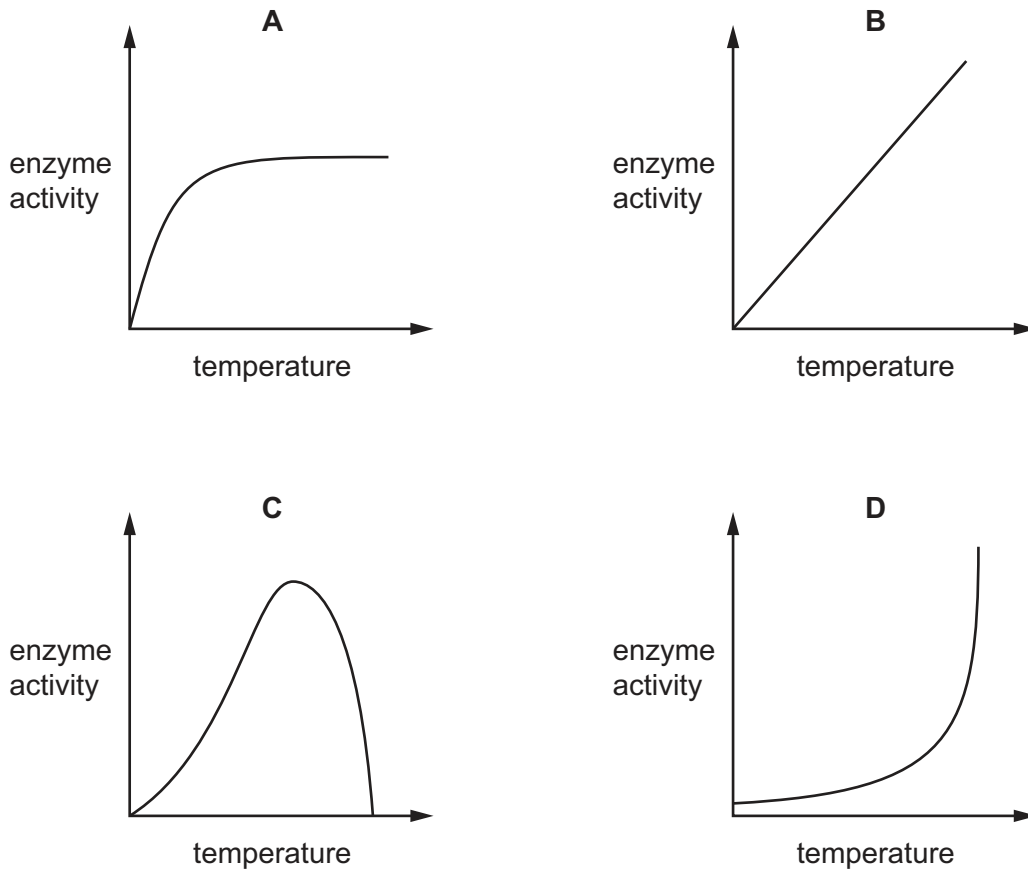 A
enzyme
activity
temperature
B
enzyme
activity
temperature
C
enzyme
activity
temperature
D
enzyme
activity
temperature